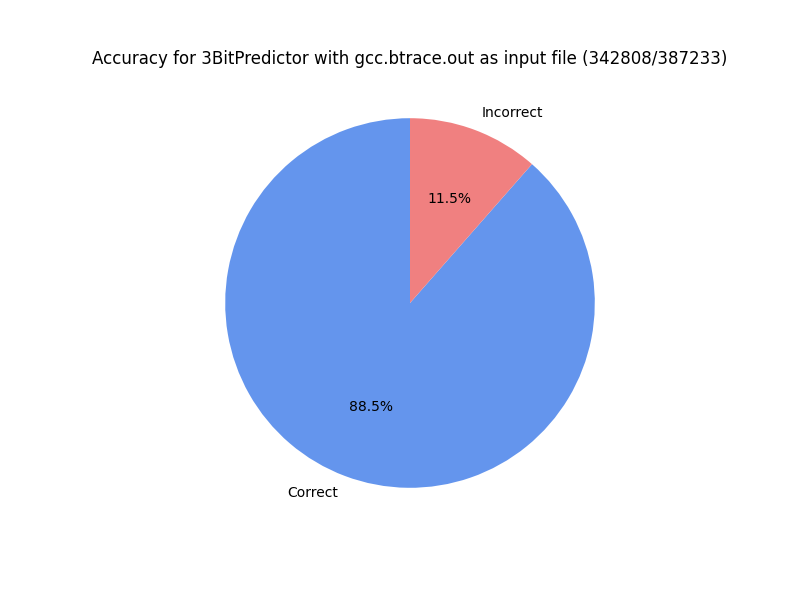 Accuracy for 3BitPredictor with gcc.btrace.out as input file (342808/387233)
Incorrect
11.5%
88.5%
Correct